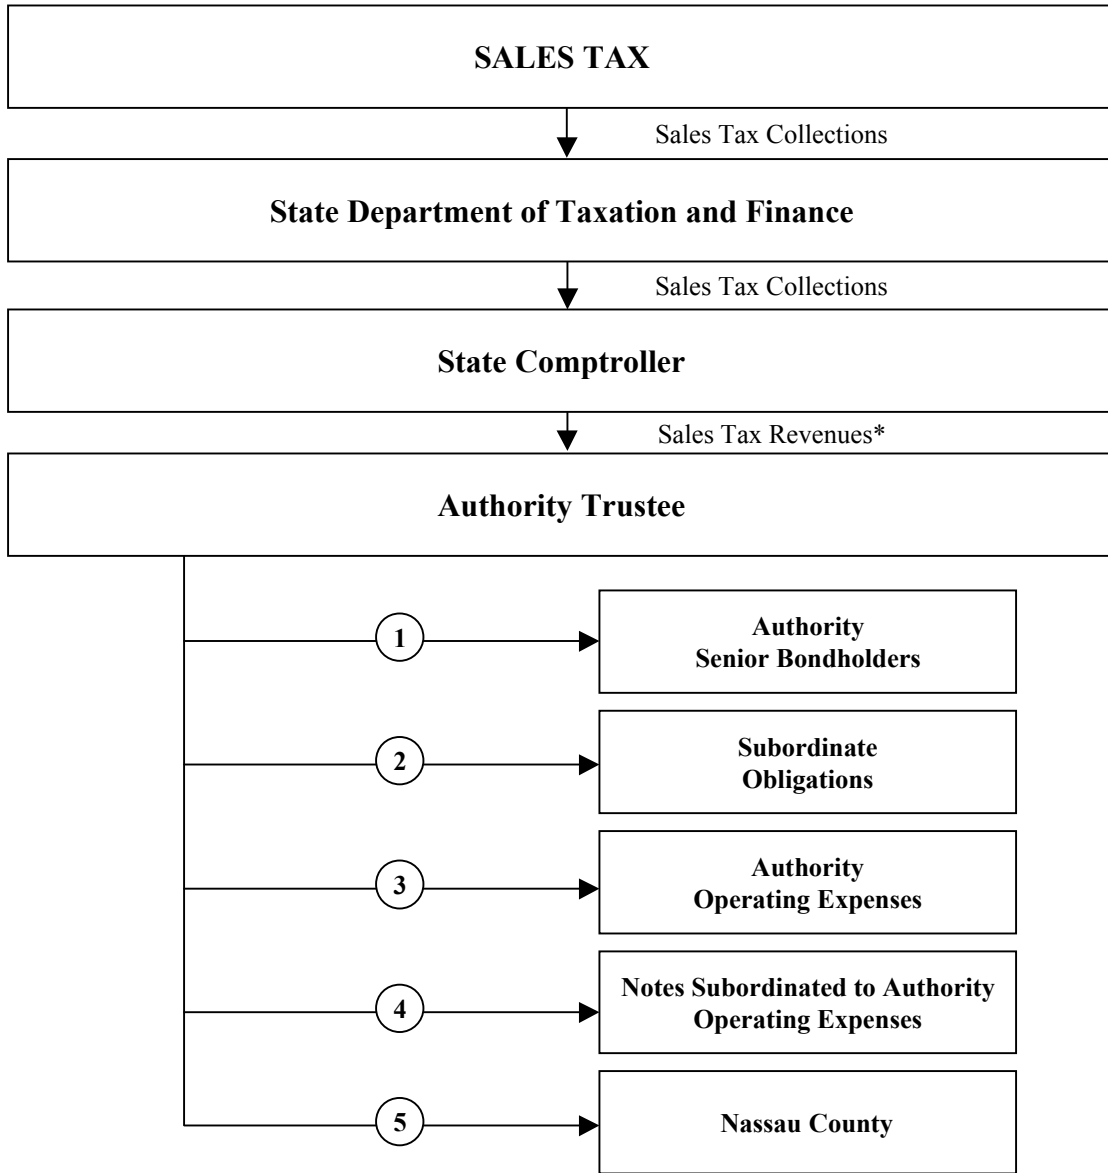 SALES TAX
Sales Tax Collections
State Department of Taxation and Finance
Sales Tax Collections
State Comptroller
Sales Tax Revenues*
Authority Trustee
1
Authority
Senior Bondholders
2
Subordinate
Obligations
3
Authority
Operating Expenses
4
Notes Subordinated to Authority
Operating Expenses
5
Nassau County